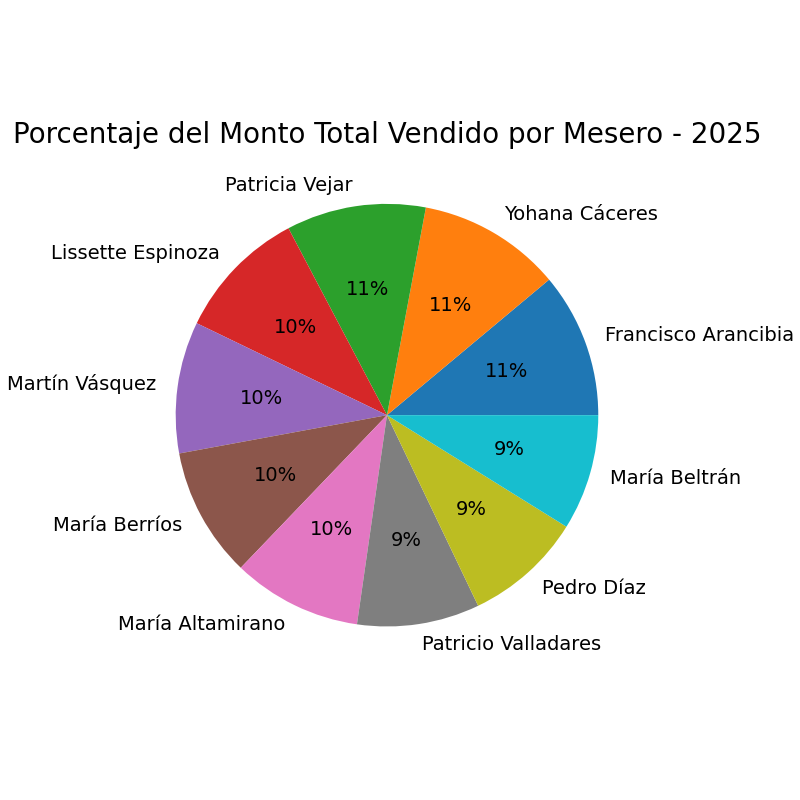 Porcentaje del Monto Total Vendido por Mesero - 2025
Patricia Vejar
Yohana Cáceres
Lissette Espinoza
11%
11%
10%
Francisco Arancibia
11%
Martín Vásquez
10%
9%
10%
María Beltrán
9%
María Berríos
10%
9%
Pedro Díaz
María Altamirano
Patricio Valladares